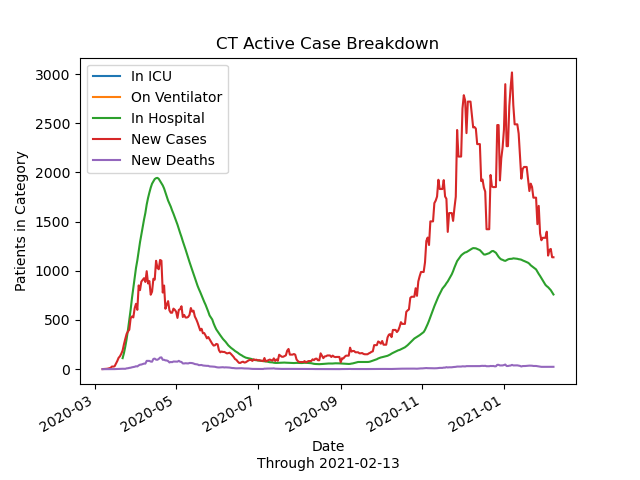 CT Active Case Breakdown
In ICU
On Ventilator
In Hospital
New Cases
New Deaths
Patients in Category
3000
2500
2000
1500
1000
500
0
2020-03
2020-05
2020-07
2020-09
2020-11
2021-01
Date
Through 2021-02-13